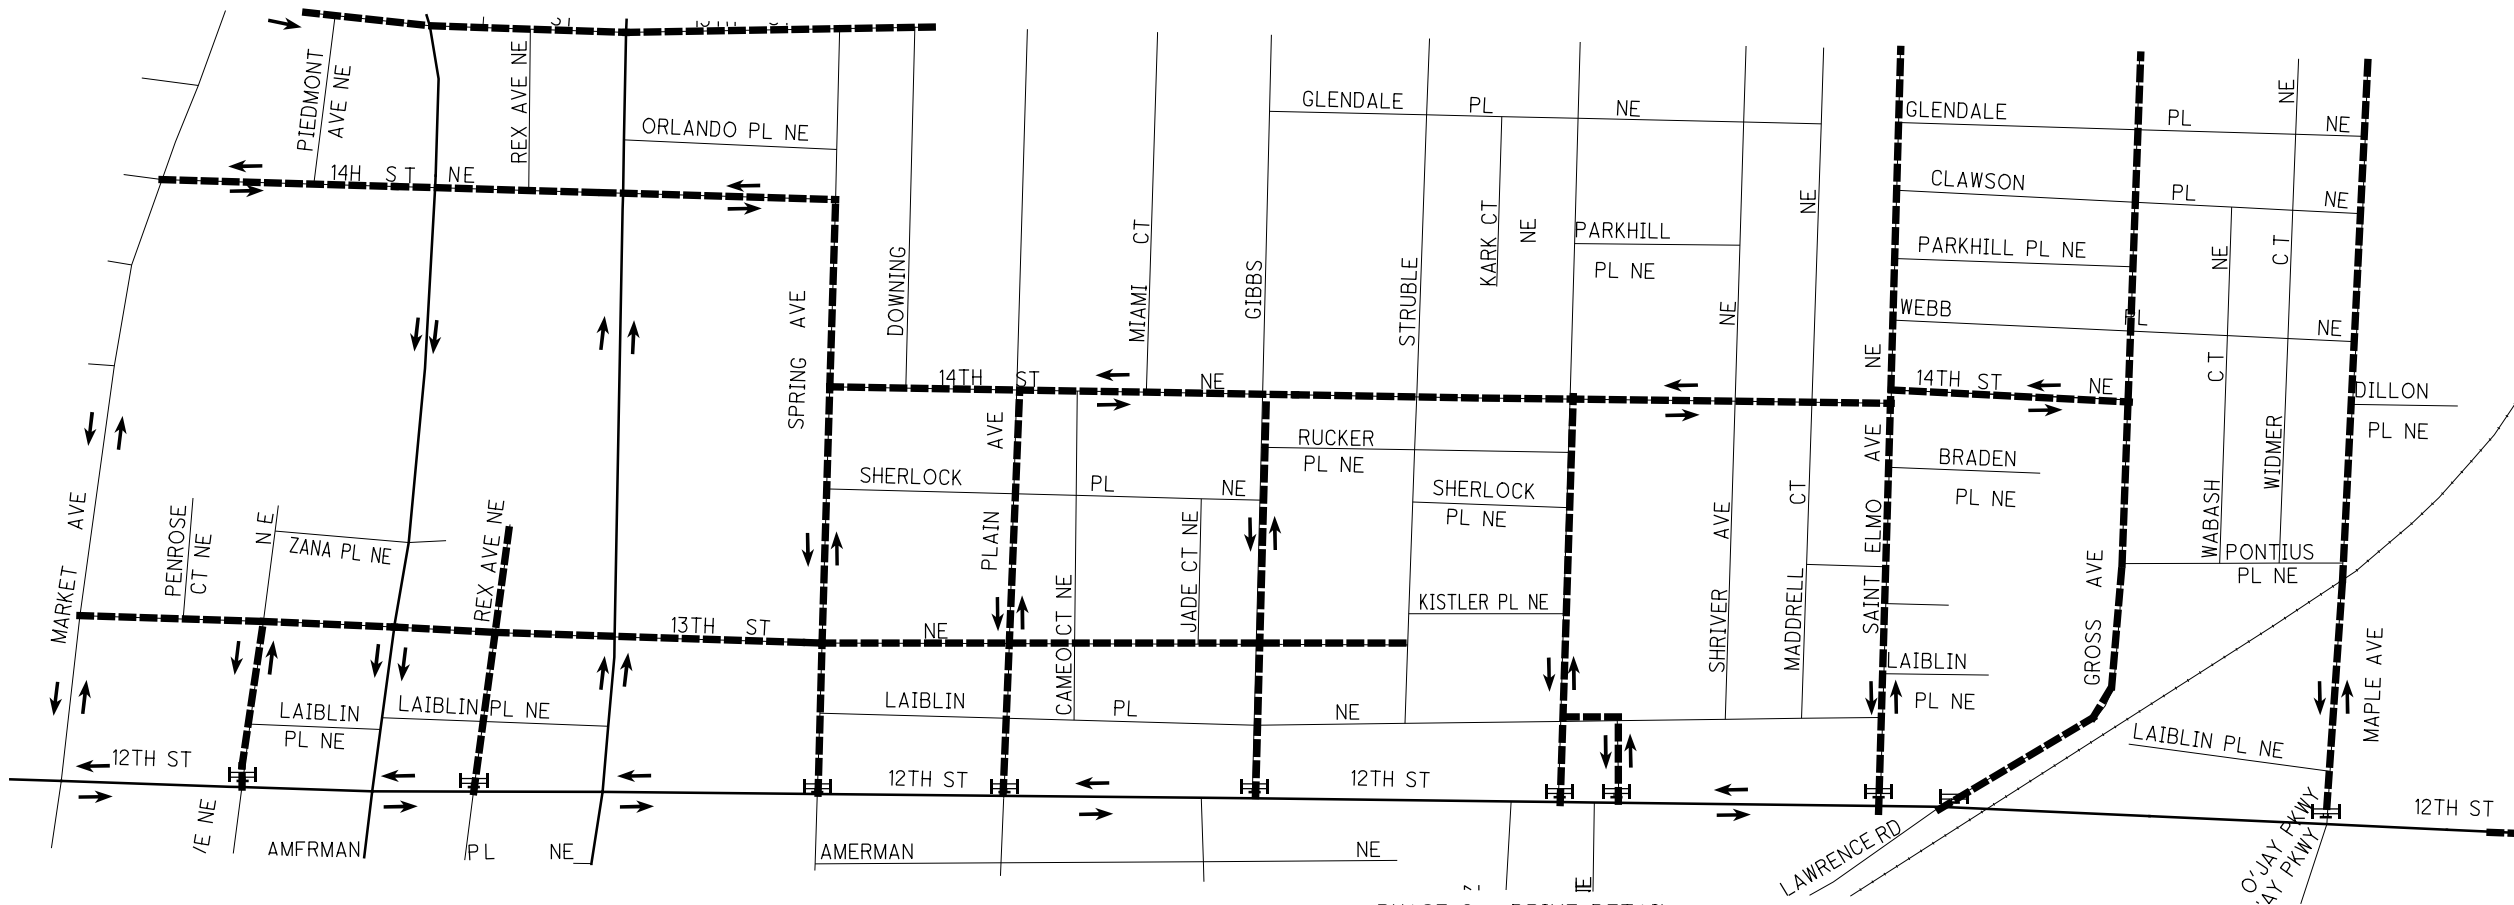 PIEDMONT
AVE NE
REX AVE NE
ORLANDO PL NE
14H ST NE
DOWNING
SPRING AVE
MIAMI CT
GIBBS
STRUBLE
GLENDALE PL NE
KARK CT
NE
PARKHILL
PL NE
NE
NE
GLENDALE PL NE
CLAWSON PL NE
PARKHILL PL NE
WEBB PL NE
NE
NE
CT
WABASH CT
WIDMER
NE
14TH ST NE
14TH ST NE
DILLON
PL NE
MARKET AVE
PENROSE
CT NE
NE
ZANA PL NE
REX AVE NE
PLAIN AVE
SHERLOCK PL NE
RUCKER
PL NE
SHERLOCK
PL NE
BRADEN
PL NE
CAMEO CT NE
JADE CT NE
KISTLER PL NE
SHRIVER AVE
MADDRELL CT
SAINT ELMO AVE
GROSS AVE
PONTIUS
PL NE
MAPLE AVE
13TH ST NE
LAIBLIN
PL NE
LAIBLIN PL NE
LAIBLIN PL NE
LAIBLIN
PL NE
LAIBLIN PL NE
12TH ST
12TH ST
12TH ST
12TH ST
VE NE
AMERMAN PL NE
AMERMAN NE
LAWRENCE RD
O'JAY PKWY
AY PKWY